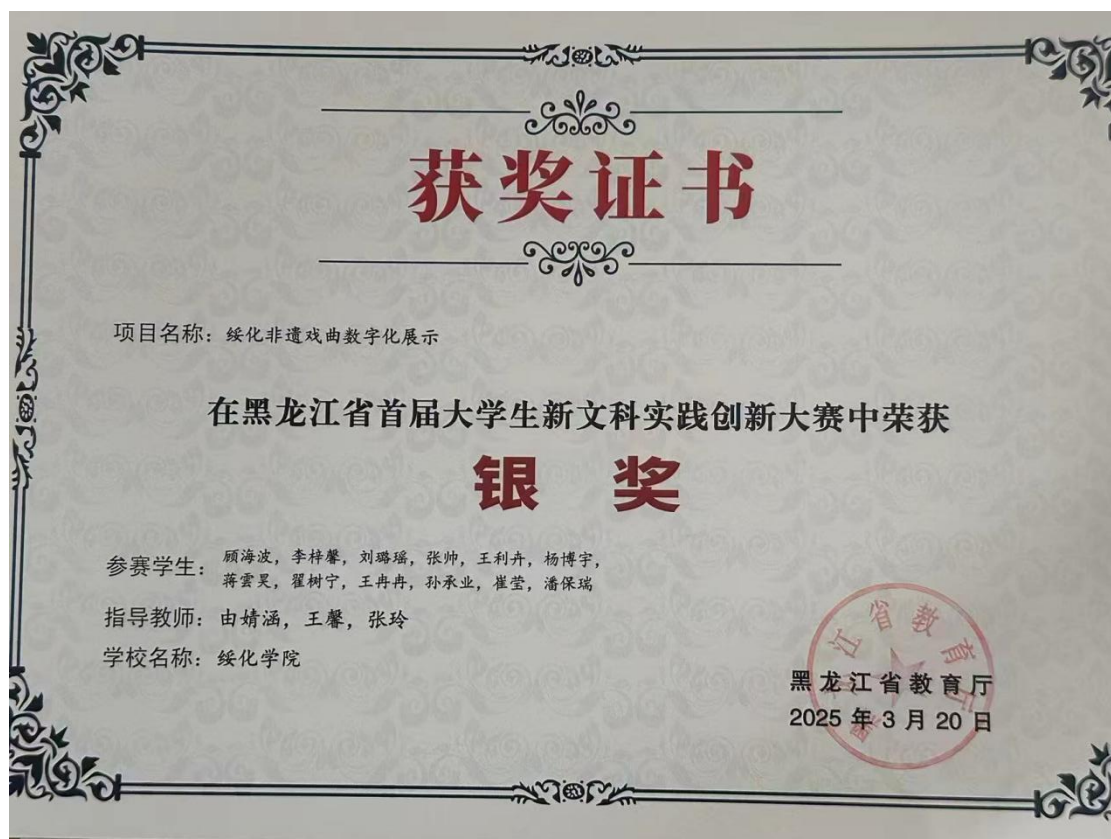 获奖证书
项目名称：绥化非遗戏曲数字化展示
在黑龙江省首届大学生新文科实践创新大赛中荣获
银 奖
参赛学生：顾海波，李梓馨，刘璐瑶，张帅，王利冉，杨博宇，
蒋雲昊，翟树宁，王冉冉，孙承业，崔莹，潘保瑞
指导教师：由婧涵，王馨，张玲
学校名称：绥化学院
黑龙江省教育厅
2025 年 3 月 20 日